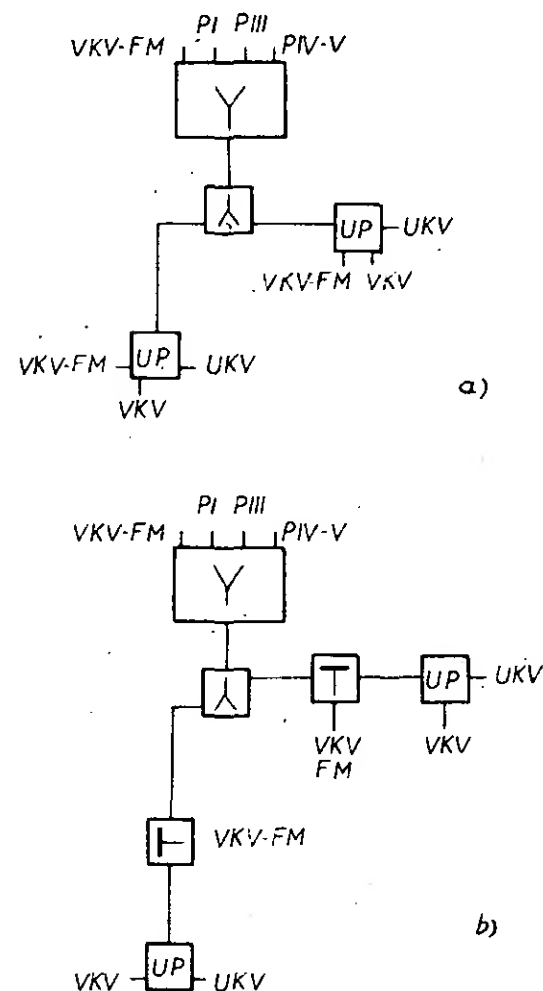 PI PIII
VKV-FM PIV-V
UP UKV
VKV-FM VKV
VKV-FM UP UKV
VKV
a)
PI PIII
VKV-FM PIV-V
UP UKV
VKV VKV
FM
VKV-FM
b)
VKV UP UKV